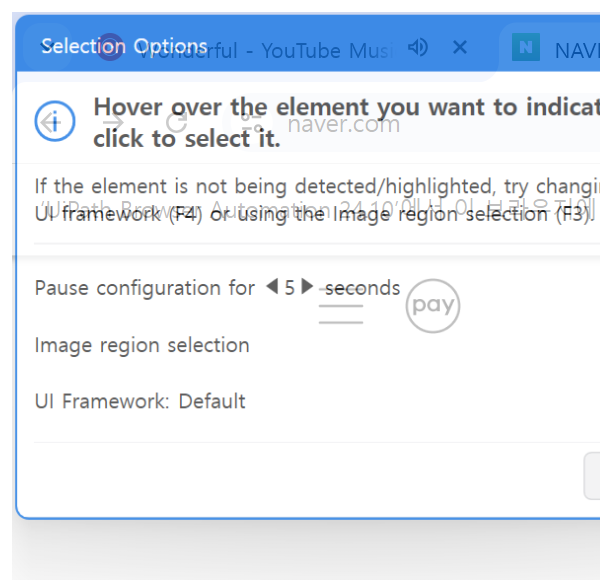 Selection Options
Wonderful - YouTube Musi
NAVE
Hover over the element you want to indicat
click to select it.
naver.com
If the element is not being detected/highlighted, try changin
UI framework (F4) or using the Image region selection (F3).
'UiPath Browser Automation 24.10'에서 이 브라우저에
Pause configuration for 5 seconds
pay
Image region selection
UI Framework: Default